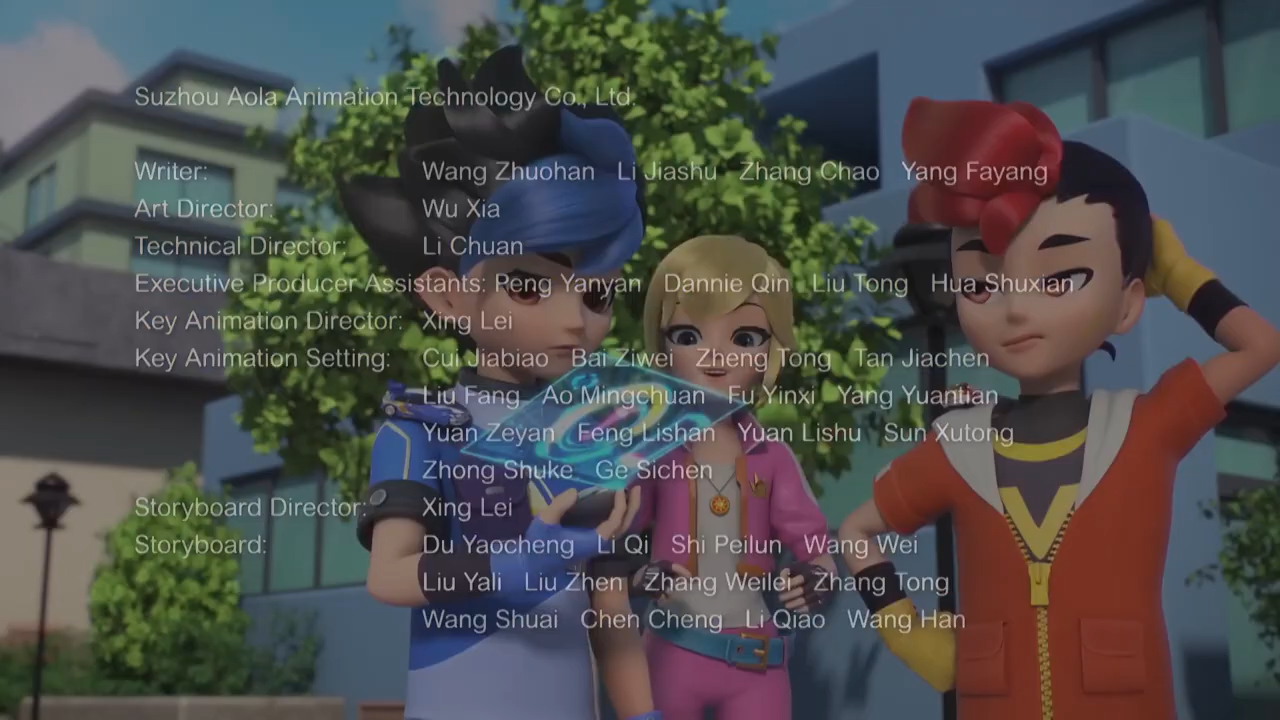 Suzhou Aola Animation Technology Co., Ltd.
Writer: Wang Zhuohan Li Jiashu Zhang Chao Yang Fayang
Art Director: Wu Xia
Technical Director: Li Chuan
Executive Producer Assistants: Peng Yanyan Dannie Qin Liu Tong Hua Shuxian
Key Animation Director: Xing Lei
Key Animation Setting: Cui Jiabiao Bai Ziwei Zheng Tong Tan Jiachen
Liu Fang Ao Mingchuan Fu Yinxi Yang Yuantian
Yuan Zeyan Feng Lishan Yuan Lishu Sun Xutong
Zhong Shuke Ge Sichen
Storyboard Director: Xing Lei
Storyboard: Du Yaocheng Li Qi Shi Peilun Wang Wei
Liu Yali Liu Zhen Zhang Weilei Zhang Tong
Wang Shuai Chen Cheng Li Qiao Wang Han